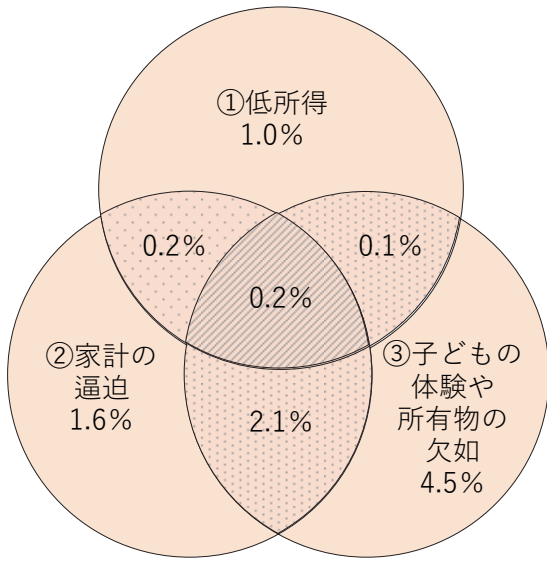 ①低所得
1.0%
0.2%
0.1%
0.2%
②家計の
逼迫
1.6%
③子どもの
体験や
所有物の
欠如
4.5%
2.1%